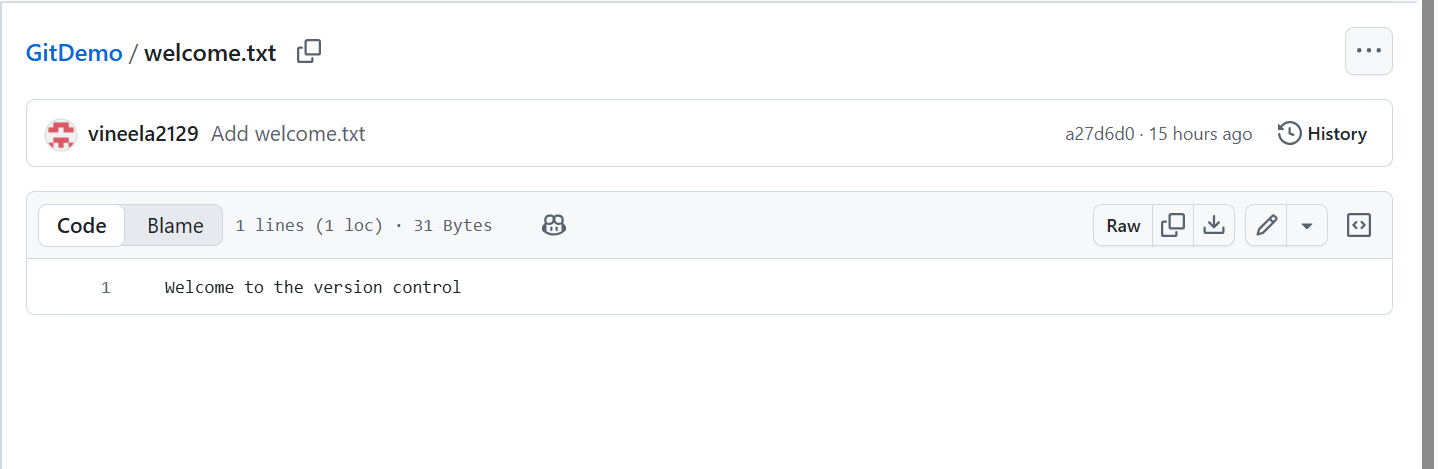 GitDemo / welcome.txt
vineela2129 Add welcome.txt a27d6d0 · 15 hours ago History
Code Blame 1 lines (1 loc) · 31 Bytes Raw
1 Welcome to the version control